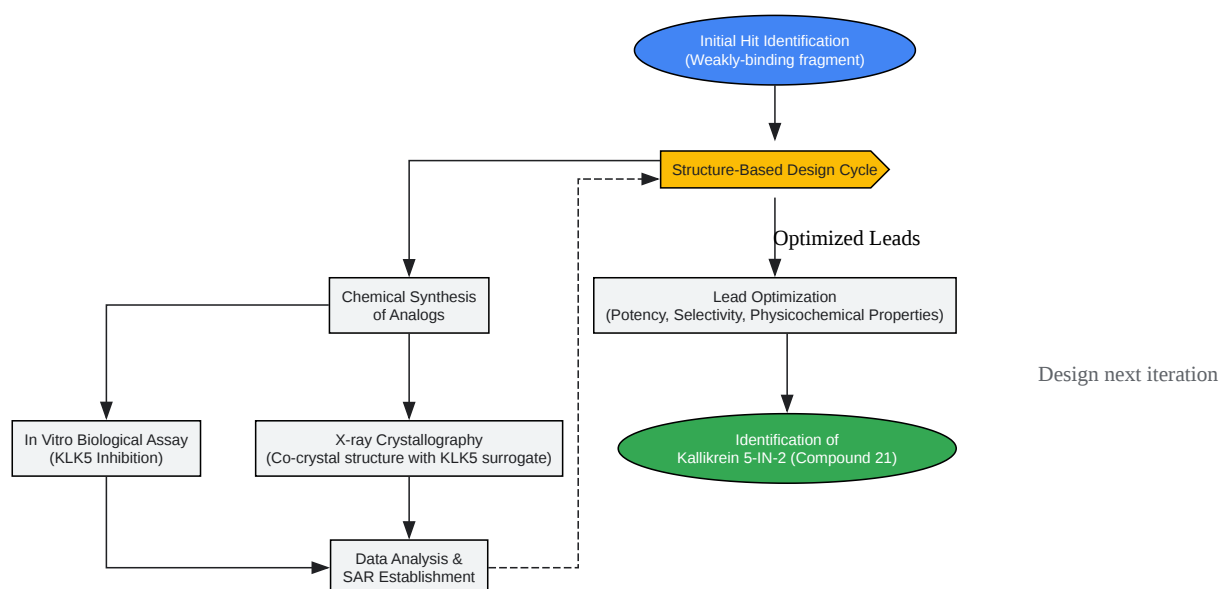 Initial Hit Identification
(Weakly-binding fragment)
Structure-Based Design Cycle
Optimized Leads
Chemical Synthesis
of Analogs
Lead Optimization
(Potency, Selectivity, Physicochemical Properties)
Design next iteration
In Vitro Biological Assay
(KLK5 Inhibition)
X-ray Crystallography
(Co-crystal structure with KLK5 surrogate)
Identification of
Kallikrein 5-IN-2 (Compound 21)
Data Analysis &
SAR Establishment